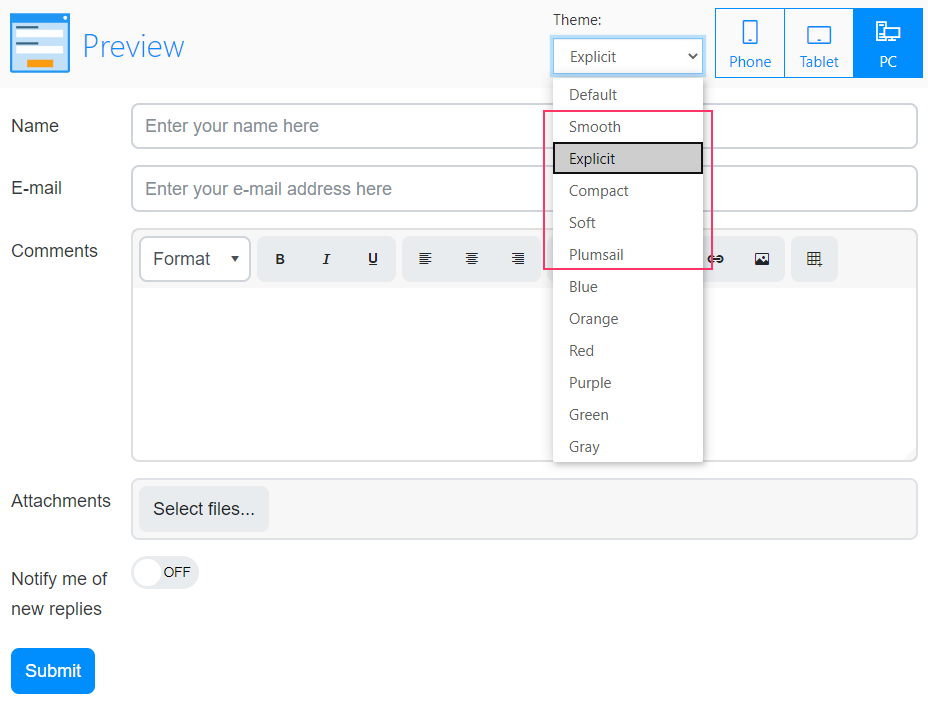 Preview
Theme:
Explicit
Phone
Tablet
PC
Default
Smooth
Explicit
Compact
Soft
Plumsail
Blue
Orange
Red
Purple
Green
Gray
Name
Enter your name here
E-mail
Enter your e-mail address here
Comments
Format
B I U
Attachments
Select files...
Notify me of
new replies
OFF
Submit